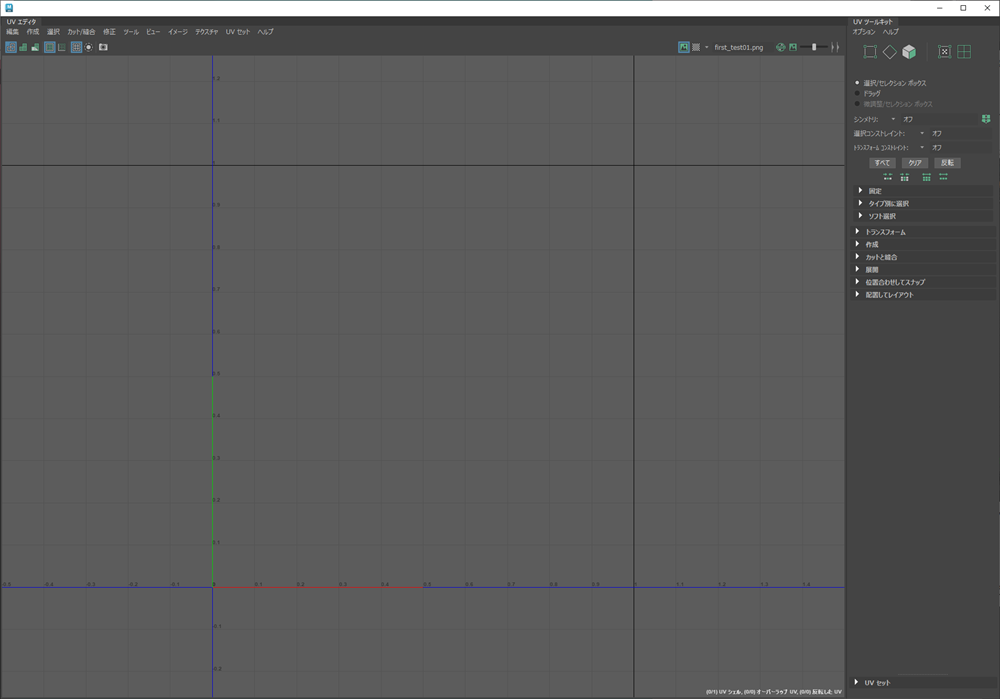 UV エディタ
編集 作成 選択 カット/縫合 修正 ツール ビュー イメージ テクスチャ UV セット ヘルプ
first_test01.png
1.2
1.1
1
0.9
0.8
0.7
0.6
0.5
0.4
0.3
0.2
0.1
-0.5 -0.4 -0.3 -0.2 -0.1 0 0.1 0.2 0.3 0.4 0.5 0.6 0.7 0.8 0.9 1 1.1 1.2 1.3 1.4
-0.1
-0.2
(0/1) UV シェル, (0/0) オーバーラップ UV, (0/0) 反転した UV
UV ツールキット
オプション ヘルプ
選択/セレクション ボックス
ドラッグ
微調整/セレクション ボックス
シンメトリ: オフ
選択コンストレイント: オフ
トランスフォーム コンストレイント: オフ
すべて クリア 反転
固定
タイプ別に選択
ソフト選択
トランスフォーム
作成
カットと縫合
展開
位置合わせしてスナップ
配置してレイアウト
UV セット